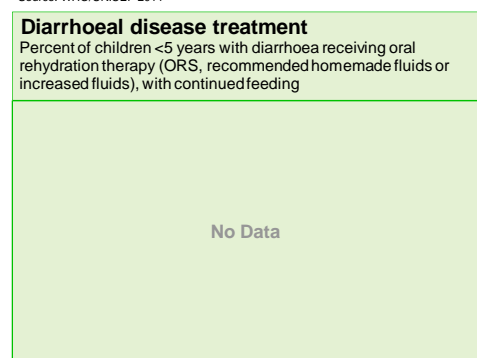 Diarrhoeal disease treatment
Percent of children <5 years with diarrhoea receiving oral
rehydration therapy (ORS, recommended homemade fluids or
increased fluids), with continued feeding
No Data